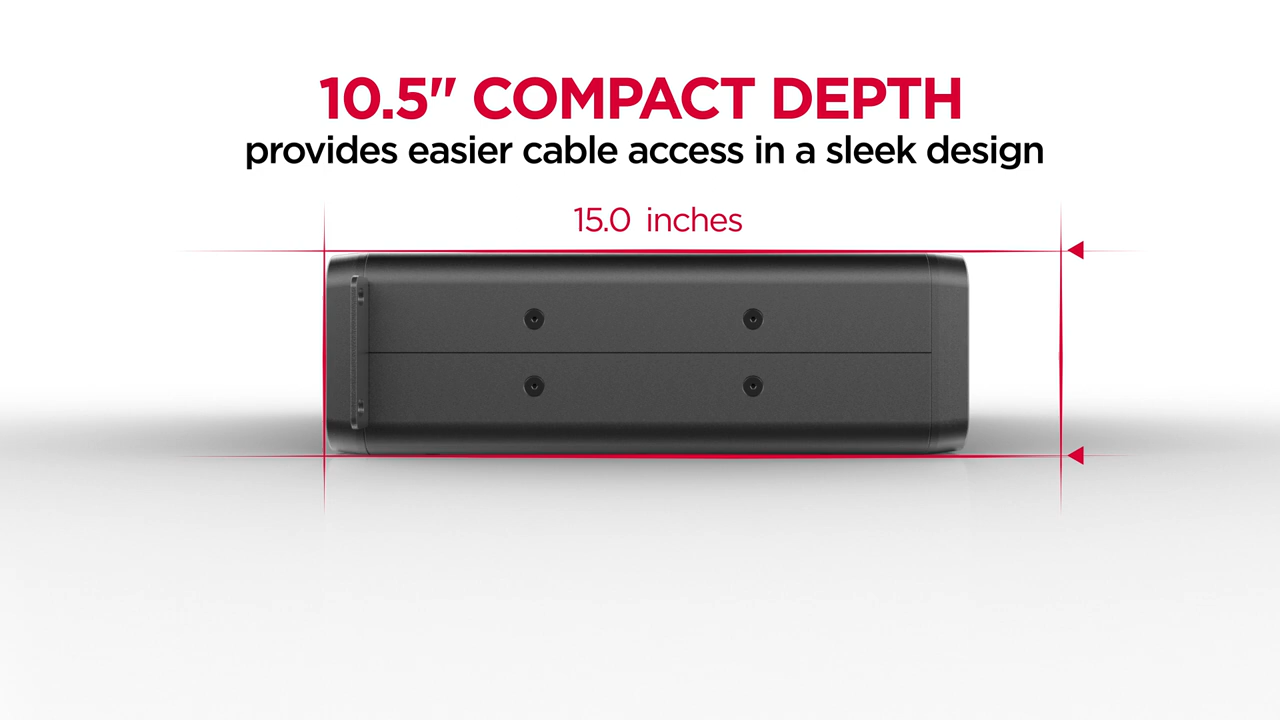 10.5" COMPACT DEPTH
provides easier cable access in a sleek design
15.0 inches